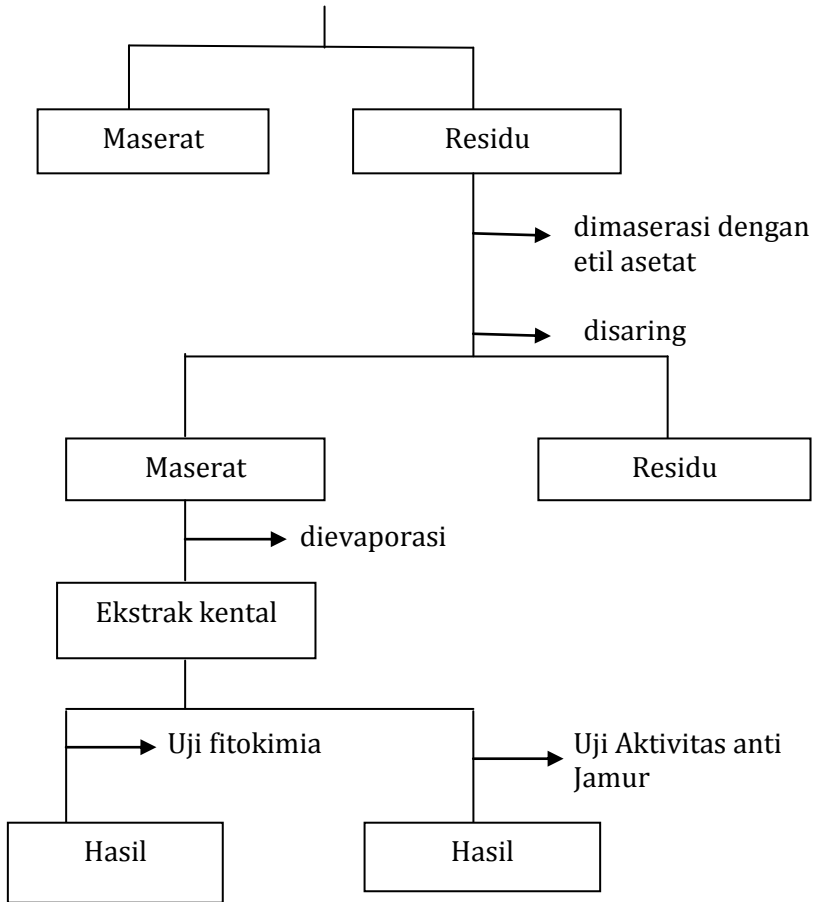 Maserat
Residu
dimaserasi dengan
etil asetat
disaring
Maserat
Residu
dievaporasi
Ekstrak kental
Uji fitokimia
Uji Aktivitas anti
Jamur
Hasil
Hasil